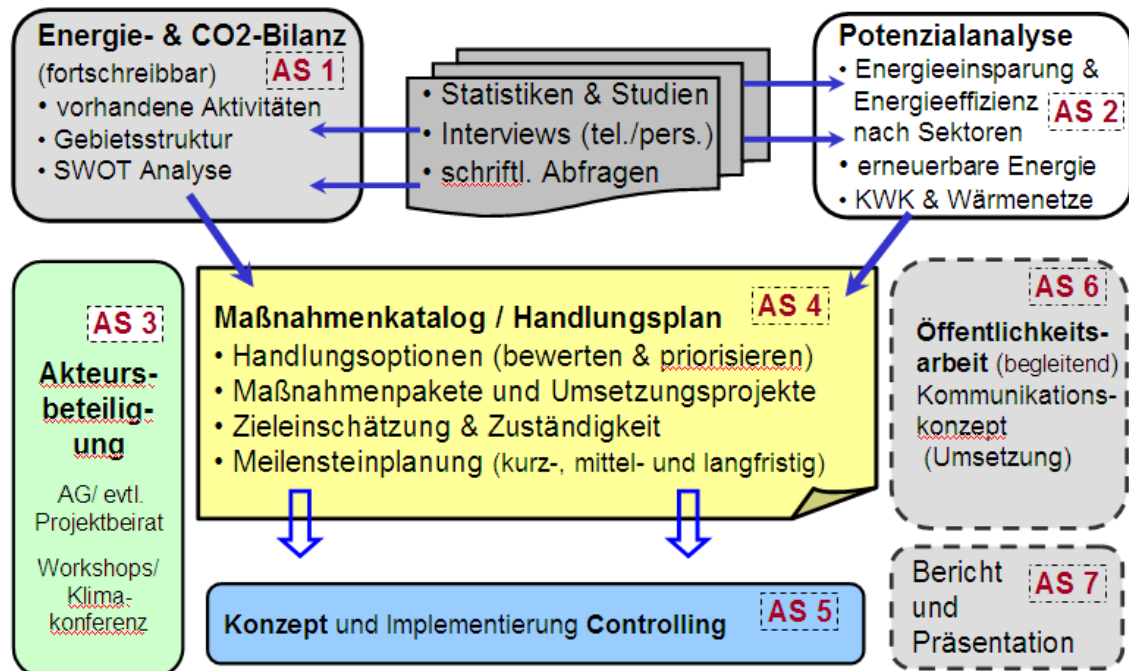 Energie- & CO2-Bilanz
(fortschreibbar)
AS 1
• vorhandene Aktivitäten
• Gebietsstruktur
• SWOT Analyse
• Statistiken & Studien
• Interviews (tel./pers.)
• schriftl. Abfragen
Potenzialanalyse
• Energieeinsparung &
Energieeffizienz
nach Sektoren
AS 2
• erneuerbare Energie
• KWK & Wärmenetze
AS 3
Akteurs-
beteilig-
ung
AG/ evtl.
Projektbeirat
Workshops/
Klima-
konferenz
AS 4
Maßnahmenkatalog / Handlungsplan
• Handlungsoptionen (bewerten & priorisieren)
• Maßnahmenpakete und Umsetzungsprojekte
• Zieleinschätzung & Zuständigkeit
• Meilensteinplanung (kurz-, mittel- und langfristig)
Konzept und Implementierung Controlling
AS 5
AS 6
Öffentlichkeits-
arbeit (begleitend)
Kommunikations-
konzept
(Umsetzung)
Bericht
und
Präsentation
AS 7